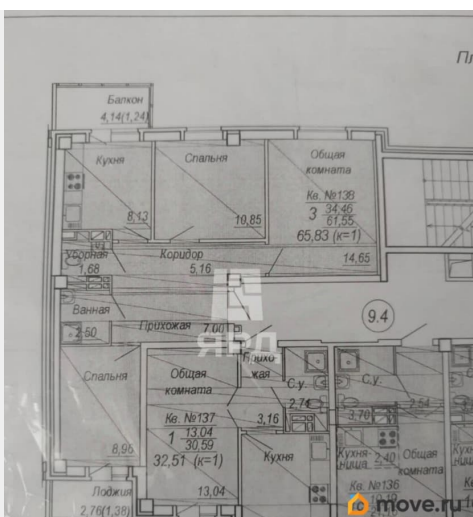 Пл
Балкон
4,14(1,24)
Кухня
8,13
Спальня
10,85
Общая
комната
Кв. №138
3 34,46
61,55
65,83 (к=1)
14,65
Уборная
1,68
Коридор
5,16
Ванная
Прихожая 7,00
9.4
ЯРД
Спальня
8,95
Общая
комната
Кв. №137
1 13,04
30,59
32,51 (к=1)
13,04
Прихо-
жая
3,16
С.у.
2,71
С.у.
3,70
2,54
Кухня
Кухня-
ниша
2,40
Общая
комната
Кв. №136
Лоджия
2,76(1,38)
move.ru